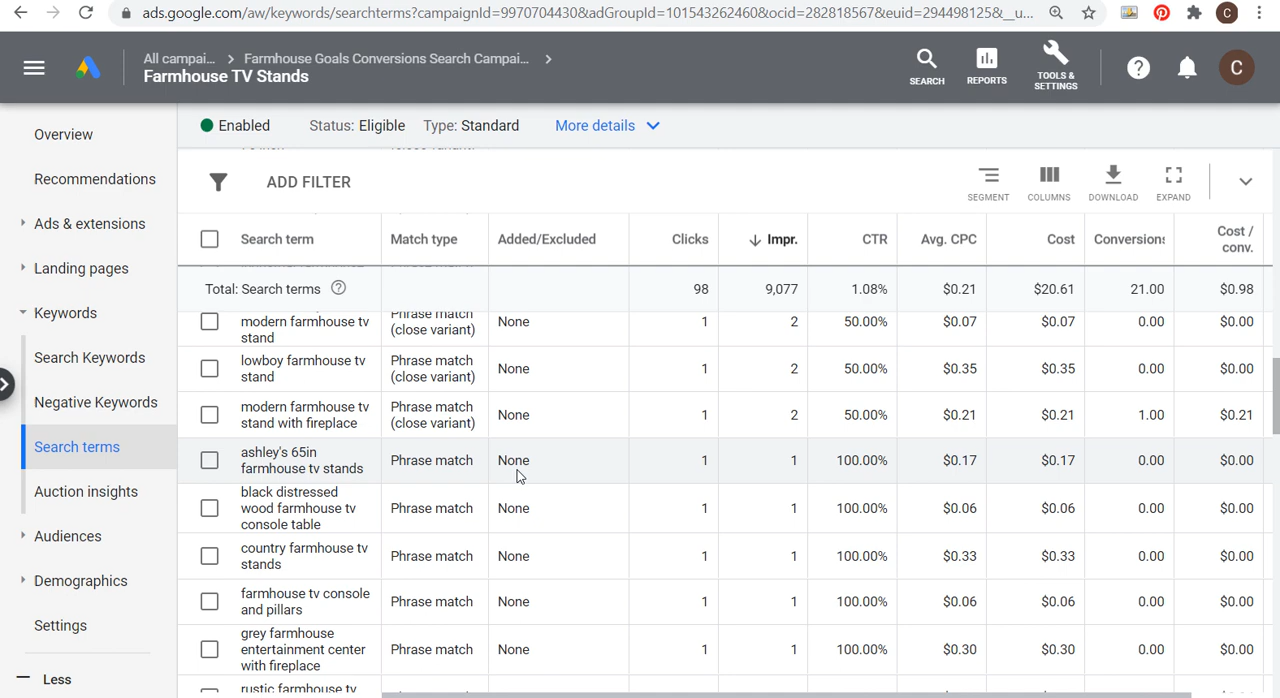 ads.google.com/aw/keywords/searchterms?campaignId=9970704430&adGroupId=101543262460&ocid=282818567&euid=294498125&__u...
C
All campai... > Farmhouse Goals Conversions Search Campai... >
Farmhouse TV Stands
SEARCH
REPORTS
TOOLS &
SETTINGS
?
C
Overview
Recommendations
Ads & extensions
Landing pages
Keywords
Search Keywords
Negative Keywords
Search terms
Auction insights
Audiences
Demographics
Settings
Less
Enabled Status: Eligible Type: Standard More details
ADD FILTER
SEGMENT COLUMNS DOWNLOAD EXPAND
Search term Match type Added/Excluded Clicks Impr. CTR Avg. CPC Cost Conversions Cost /
conv.
Total: Search terms ? 98 9,077 1.08% $0.21 $20.61 21.00 $0.98
modern farmhouse tv
stand
Phrase match
(close variant)
None 1 2 50.00% $0.07 $0.07 0.00 $0.00
lowboy farmhouse tv
stand
Phrase match
(close variant)
None 1 2 50.00% $0.35 $0.35 0.00 $0.00
modern farmhouse tv
stand with fireplace
Phrase match
(close variant)
None 1 2 50.00% $0.21 $0.21 1.00 $0.21
ashley's 65in
farmhouse tv stands
Phrase match None 1 1 100.00% $0.17 $0.17 0.00 $0.00
black distressed
wood farmhouse tv
console table
Phrase match None 1 1 100.00% $0.06 $0.06 0.00 $0.00
country farmhouse tv
stands
Phrase match None 1 1 100.00% $0.33 $0.33 0.00 $0.00
farmhouse tv console
and pillars
Phrase match None 1 1 100.00% $0.06 $0.06 0.00 $0.00
grey farmhouse
entertainment center
with fireplace
Phrase match None 1 1 100.00% $0.30 $0.30 0.00 $0.00
rustic farmhouse tv